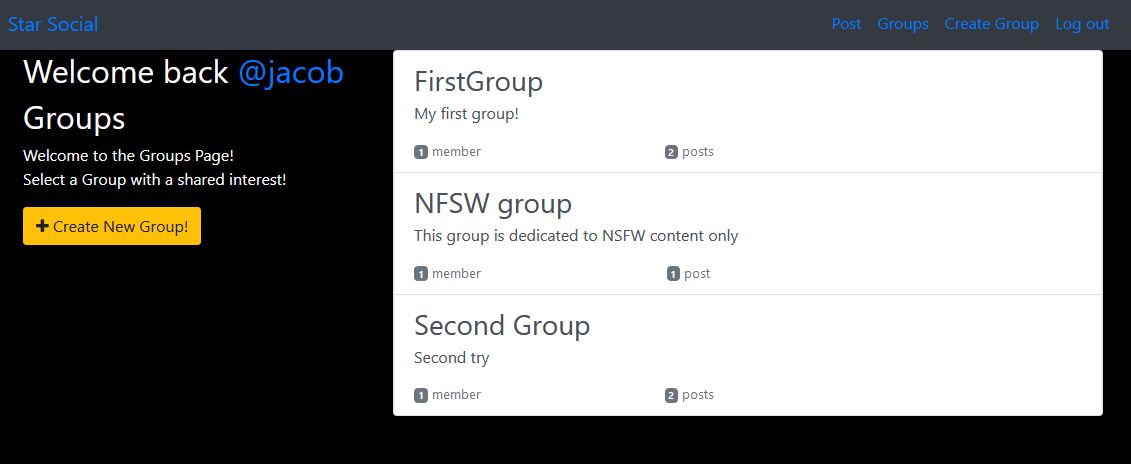 Star Social
Post Groups Create Group Log out
Welcome back @jacob
Groups
Welcome to the Groups Page!
Select a Group with a shared interest!
Create New Group!
FirstGroup
My first group!
1 member 2 posts
NFSW group
This group is dedicated to NSFW content only
1 member 1 post
Second Group
Second try
1 member 2 posts